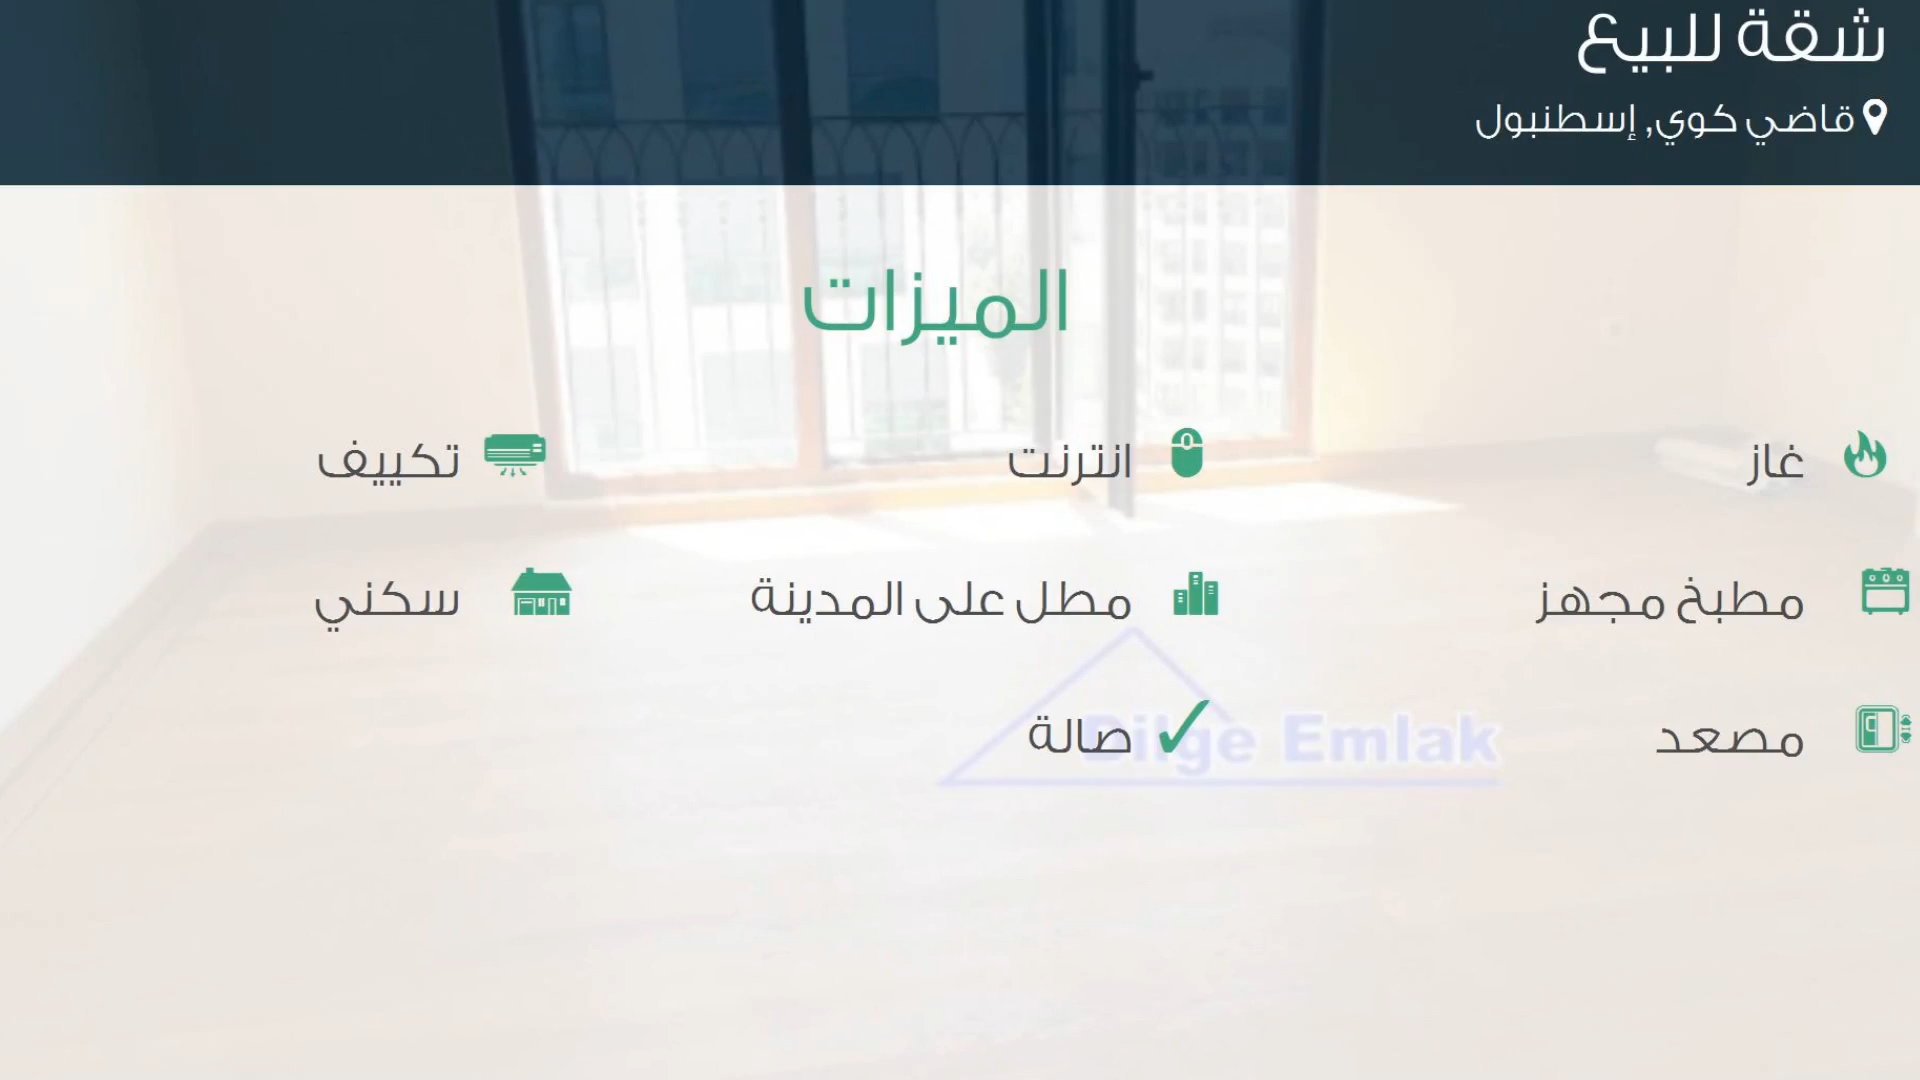 شقة للبيع
قاضي كوي, إسطنبول
الميزات
غاز
انترنت
تكييف
مطبخ مجهز
مطل على المدينة
سكني
مصعد
صالة
Bilge Emlak